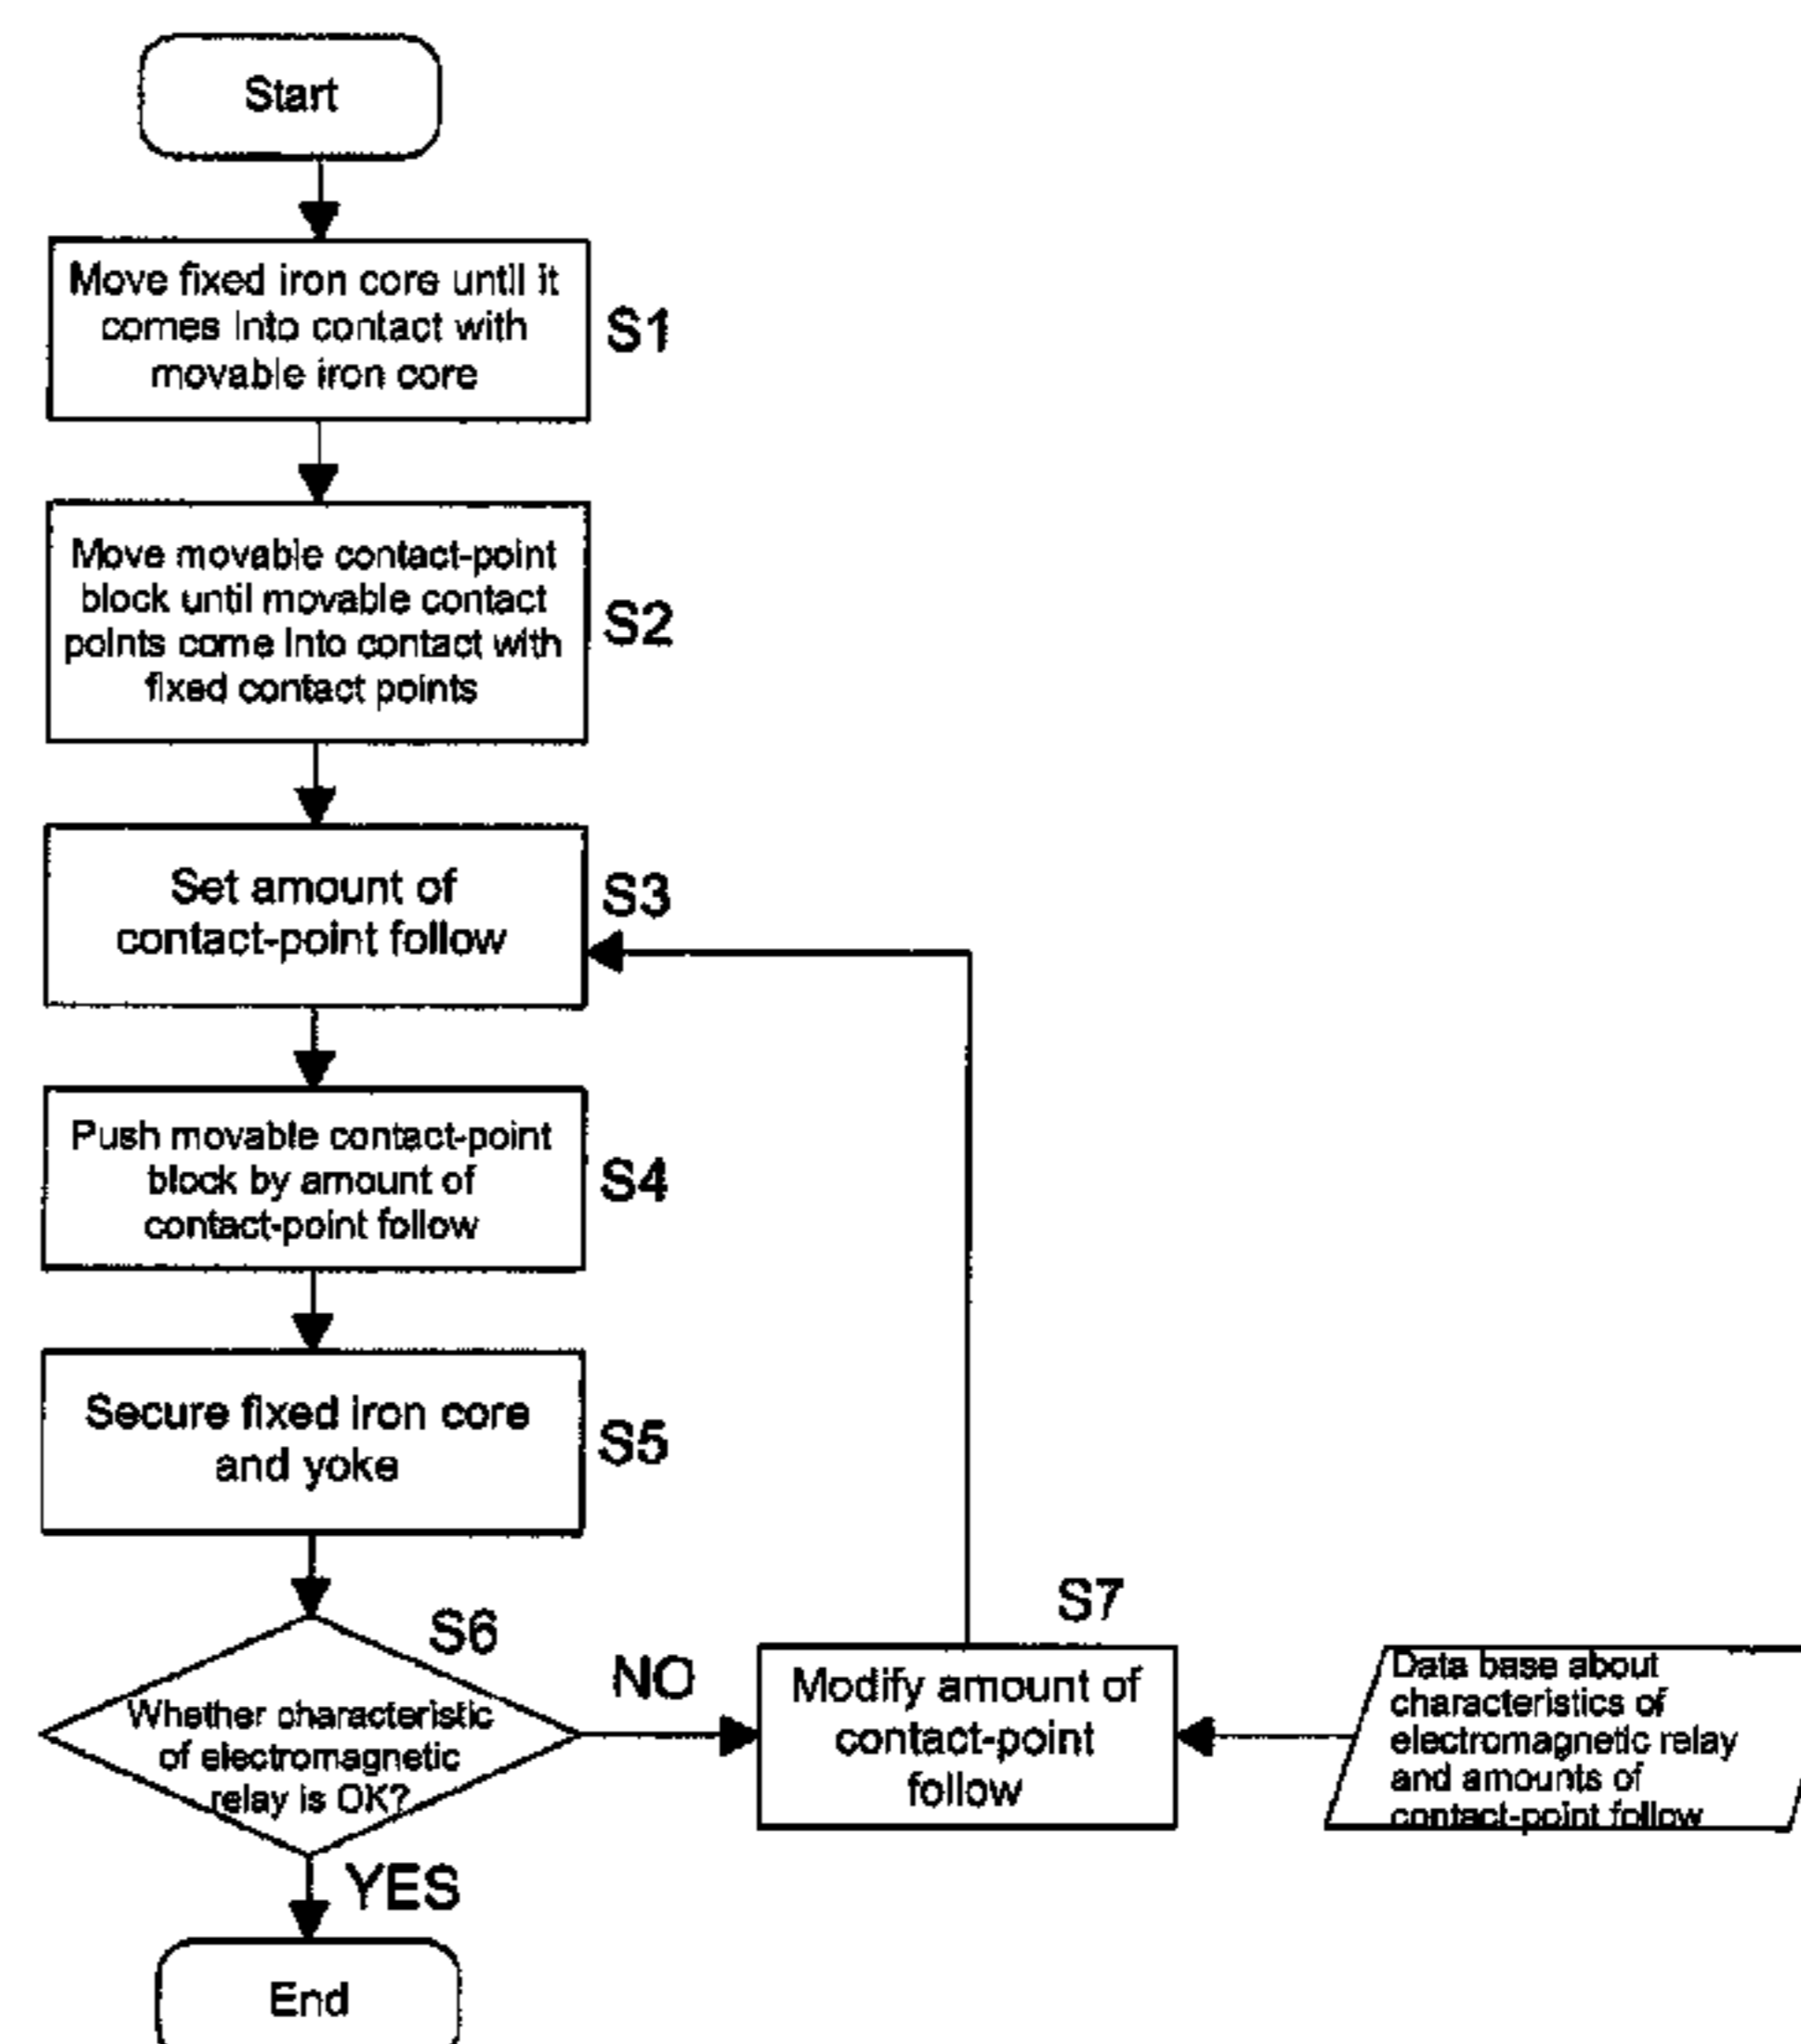 Start
Move fixed iron core until it
comes into contact with
movable iron core
S1
Move movable contact-point
block until movable contact
points come into contact with
fixed contact points
S2
Set amount of
contact-point follow
S3
Push movable contact-point
block by amount of
contact-point follow
S4
Secure fixed iron core
and yoke
S5
S6
Whether characteristic
of electromagnetic
relay is OK?
NO
YES
S7
Modify amount of
contact-point
follow
Data base about
characteristics of
electromagnetic relay
and amounts of
contact-point follow
End